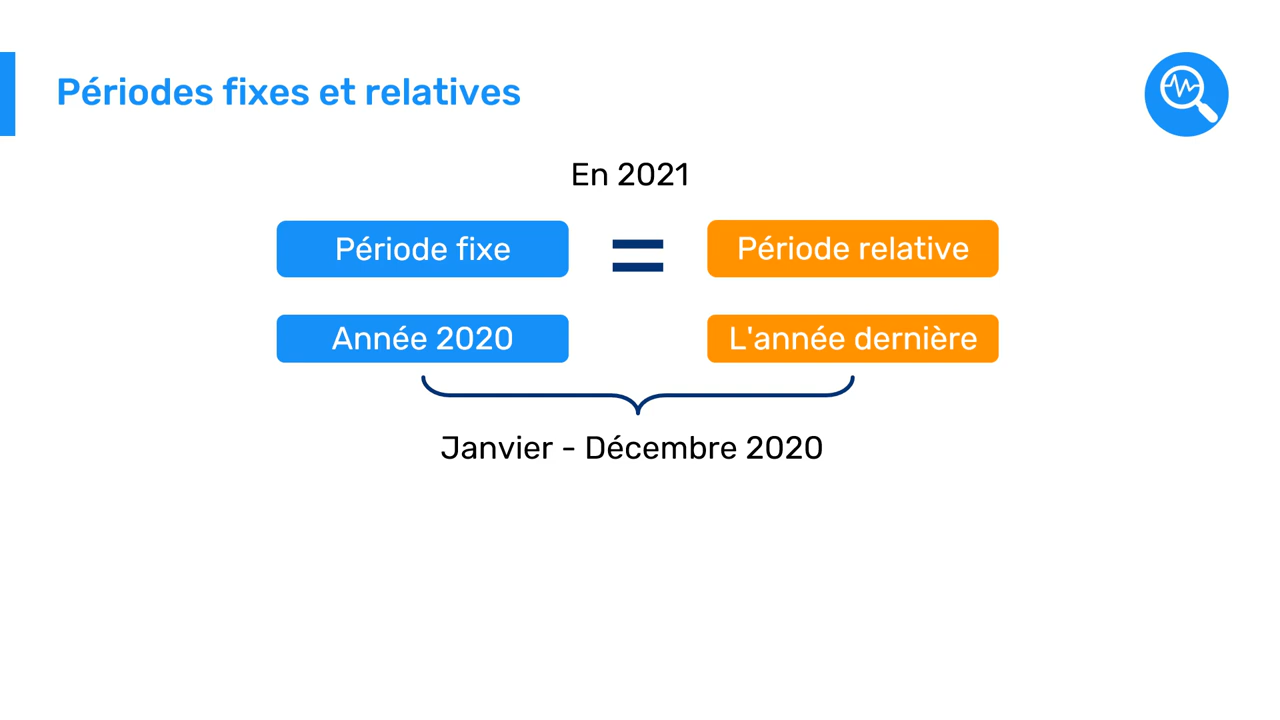 Périodes fixes et relatives
En 2021
Période fixe = Période relative
Année 2020 L'année dernière
Janvier - Décembre 2020